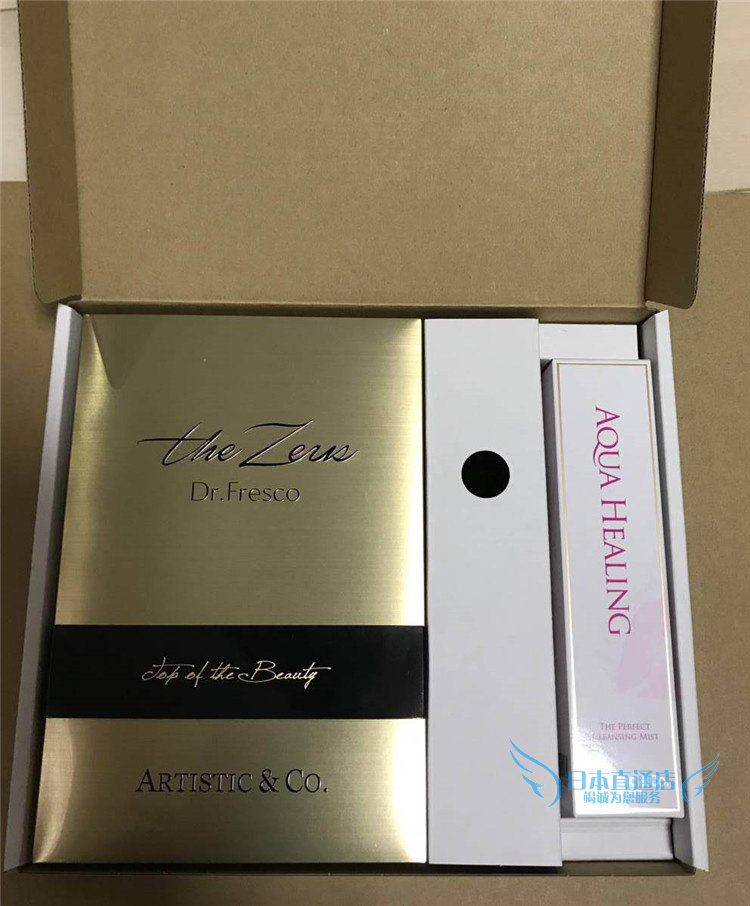 the Zeus
Dr.Fresco
Top of the Beauty
ARTISTIC & CO.
AQUA HEALING
THE PERFECT
CLEANSING MIST
日本直通店
竭诚为您服务